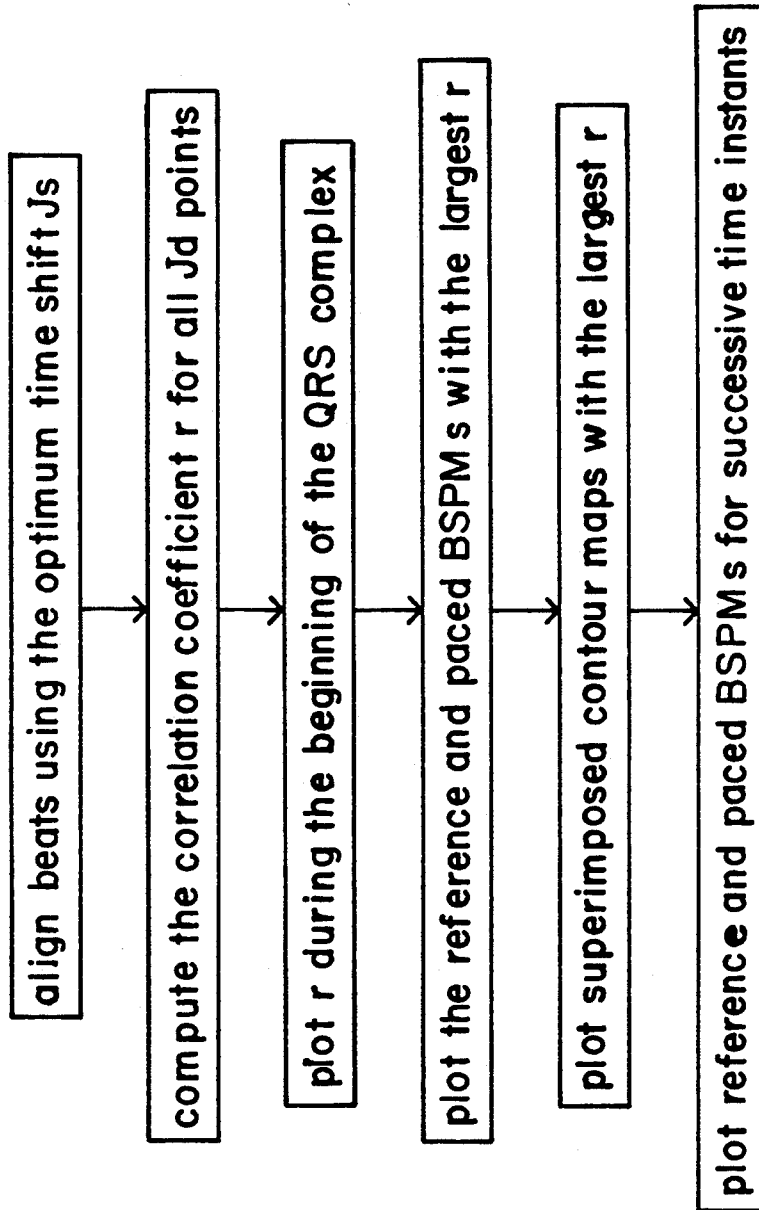 align beats using the optimum time shift Js
compute the correlation coefficient r for all Jd points
plot r during the beginning of the QRS complex
plot the reference and paced BSPMs with the largest r
plot superimposed contour maps with the largest r
plot reference and paced BSPMs for successive time instants